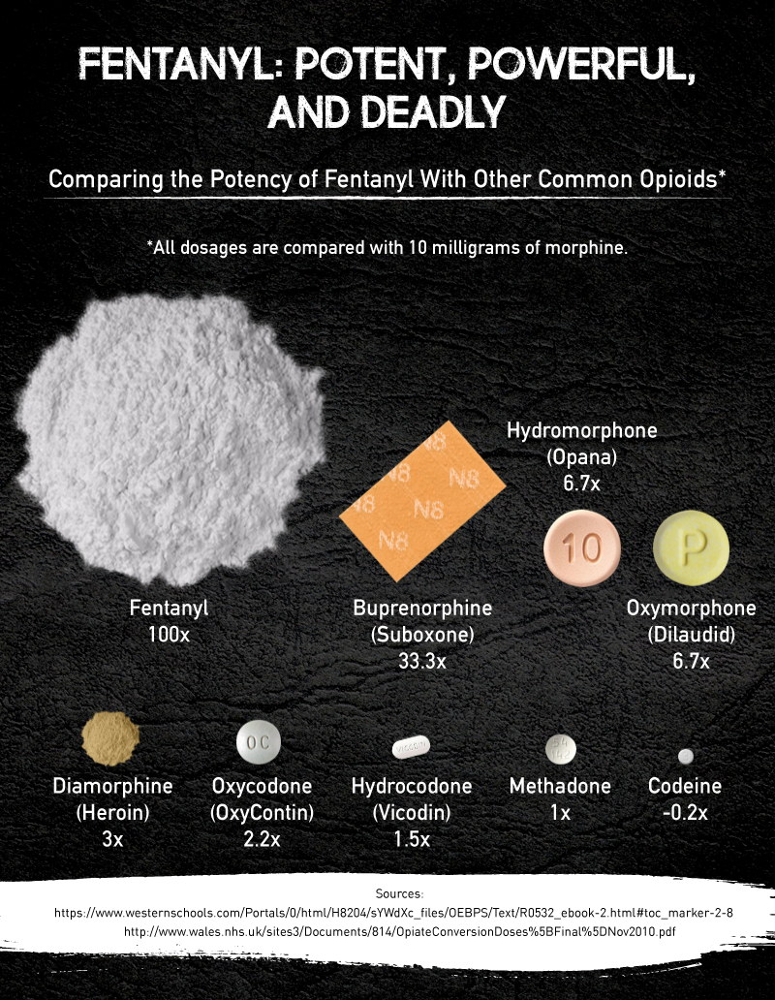 FENTANYL: POTENT, POWERFUL,
AND DEADLY
Comparing the Potency of Fentanyl With Other Common Opioids*
*All dosages are compared with 10 milligrams of morphine.
N8
N8
N8
N8
N8
N8
Hydromorphone
(Opana)
6.7x
10
P
Fentanyl
100x
Buprenorphine
(Suboxone)
33.3x
Oxymorphone
(Dilaudid)
6.7x
OC
VICODIN
54
142
Diamorphine
(Heroin)
3x
Oxycodone
(OxyContin)
2.2x
Hydrocodone
(Vicodin)
1.5x
Methadone
1x
Codeine
-0.2x
Sources:
https://www.westernschools.com/Portals/0/html/H8204/sYWdXc_files/OEBPS/Text/R0532_ebook-2.html#toc_marker-2-8
http://www.wales.nhs.uk/sites3/Documents/814/OpiateConversionDoses%5BFinal%5DNov2010.pdf